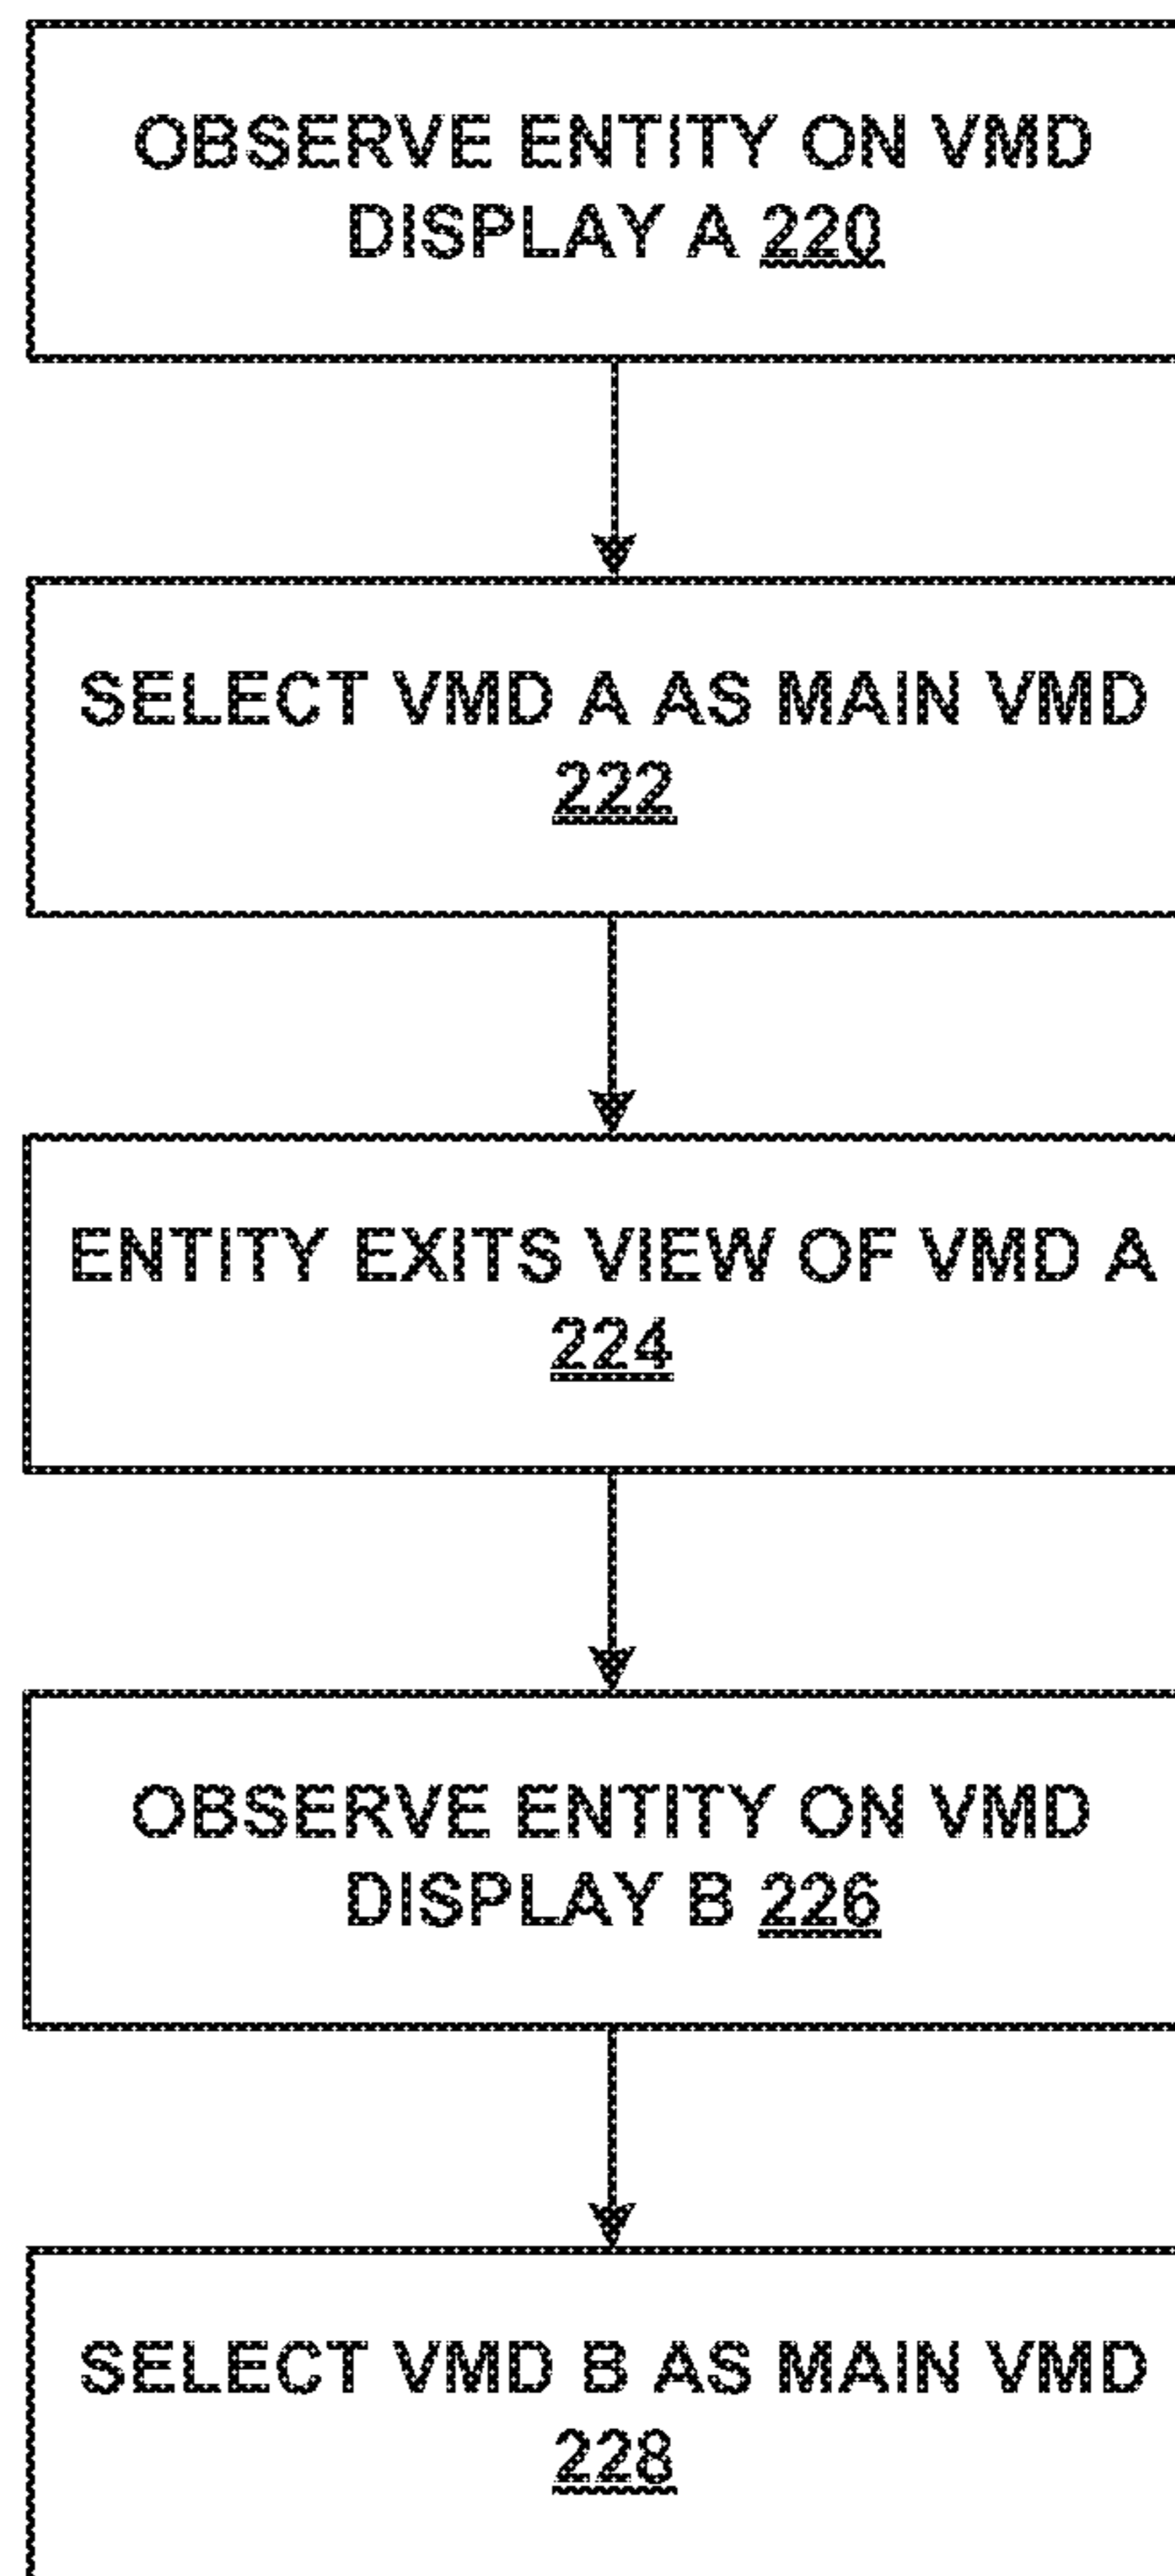 OBSERVE ENTITY ON VMD
DISPLAY A 220
SELECT VMD A AS MAIN VMD
222
ENTITY EXITS VIEW OF VMD A
224
OBSERVE ENTITY ON VMD
DISPLAY B 226
SELECT VMD B AS MAIN VMD
228